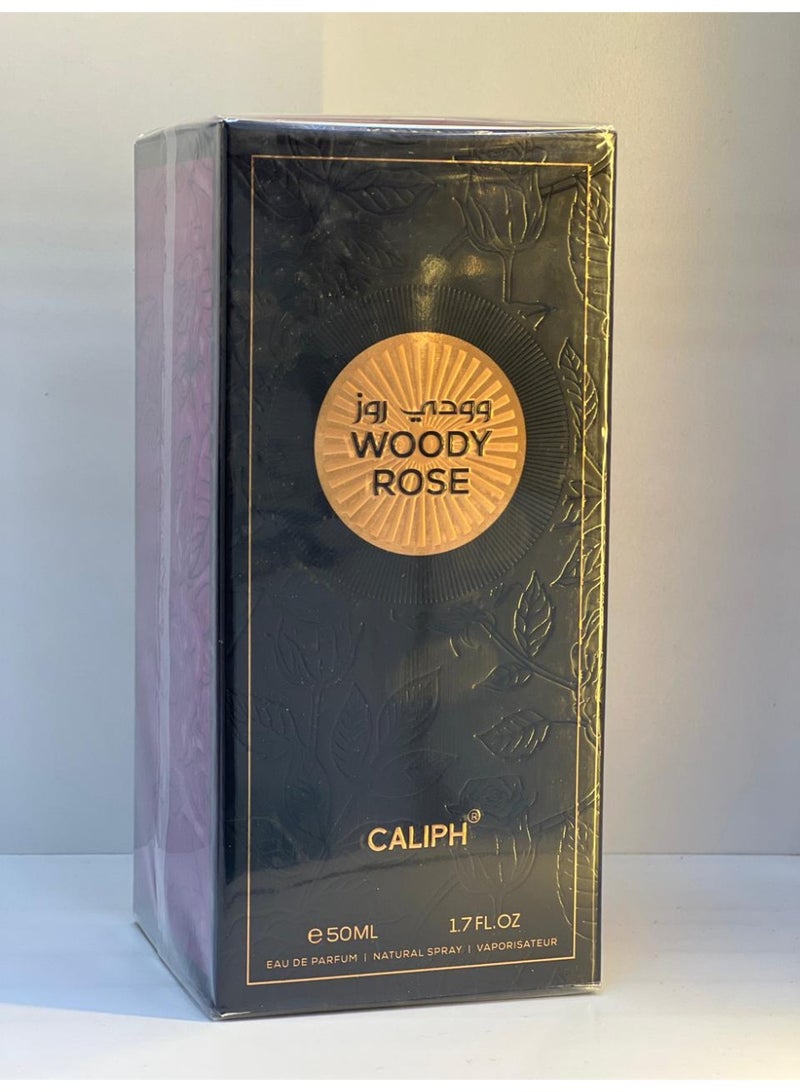 وودي روز
WOODY
ROSE
CALIPH®
℮ 50ML 1.7 FL.OZ
EAU DE PARFUM | NATURAL SPRAY | VAPORISATEUR